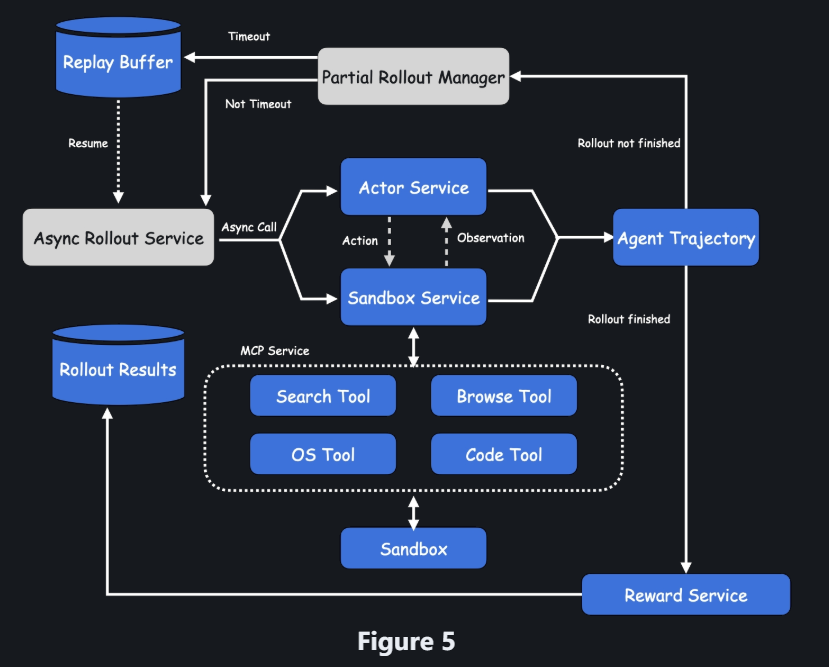 Timeout
Replay Buffer
Partial Rollout Manager
Not Timeout
Resume
Rollout not finished
Actor Service
Async Rollout Service
Async Call
Action
Observation
Agent Trajectory
Sandbox Service
Rollout finished
MCP Service
Rollout Results
Search Tool
Browse Tool
OS Tool
Code Tool
Sandbox
Reward Service
Figure 5